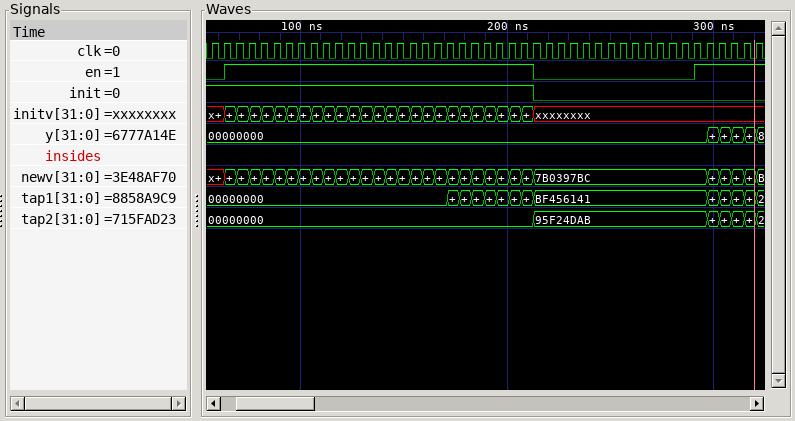 Signals
Waves
Time
100 ns 200 ns 300 ns
clk=0
en=1
init=0
initv[31:0]=xxxxxxxx x+ + + + + + + + + + + + + + + + + + + + + + + + + + xxxxxxxx
y[31:0]=6777A14E 00000000 + + + + 8
insides
newv[31:0]=3E48AF70 x+ + + + + + + + + + + + + + + + + + + + + + + + + + 7B0397BC + + + + B
tap1[31:0]=8858A9C9 00000000 + + + + + + + BF456141 + + + + 2
tap2[31:0]=715FAD23 00000000 95F24DAB + + + + 2